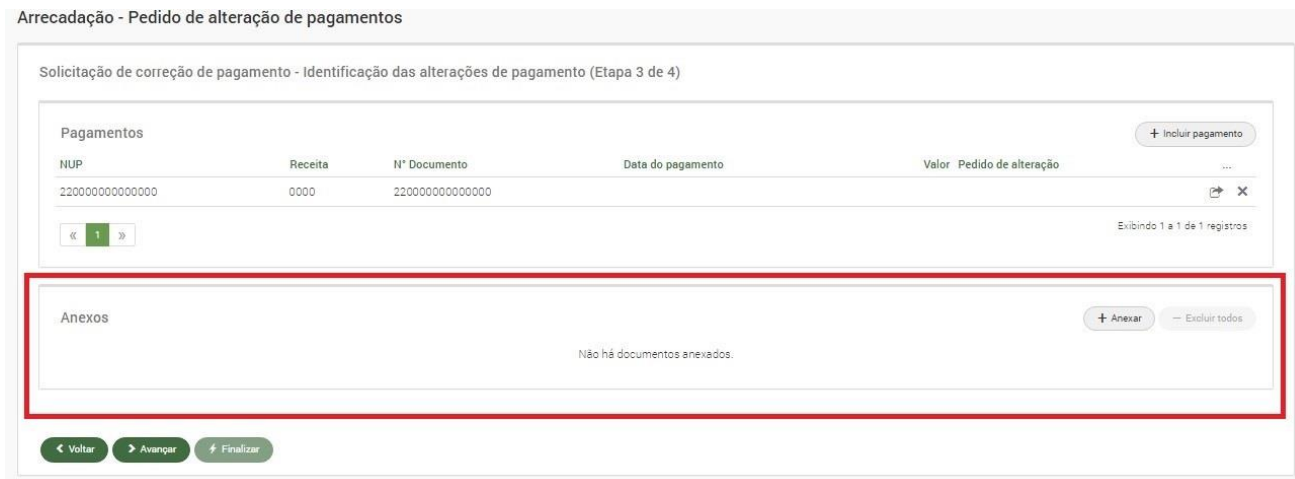 Arrecadação - Pedido de alteração de pagamentos
Solicitação de correção de pagamento - Identificação das alterações de pagamento (Etapa 3 de 4)
Pagamentos
+ Incluir pagamento
NUP Receita N° Documento Data do pagamento Valor Pedido de alteração ...
220000000000000 0000 220000000000000
« 1 »
Exibindo 1 a 1 de 1 registros
Anexos
+ Anexar − Excluir todos
Não há documentos anexados.
Voltar Avançar Finalizar